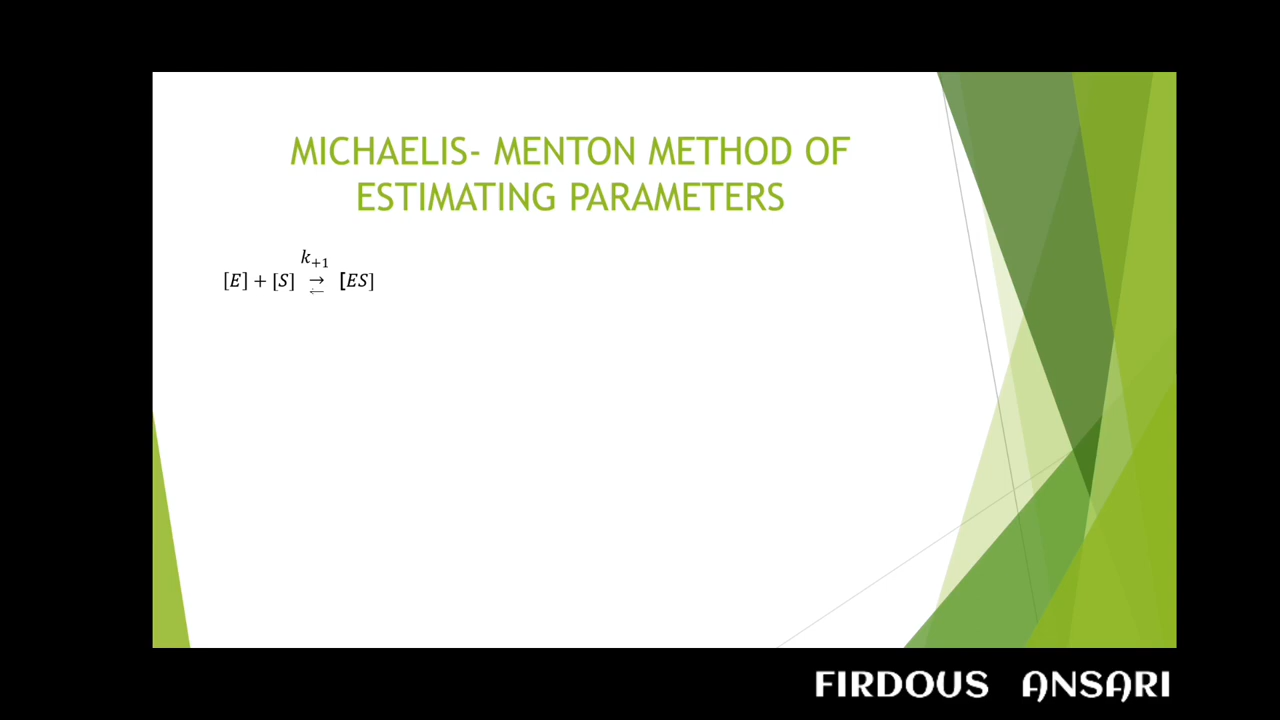 MICHAELIS- MENTON METHOD OF
ESTIMATING PARAMETERS
k₊₁
[E] + [S] → [ES]
←
FIRDOUS ANSARI